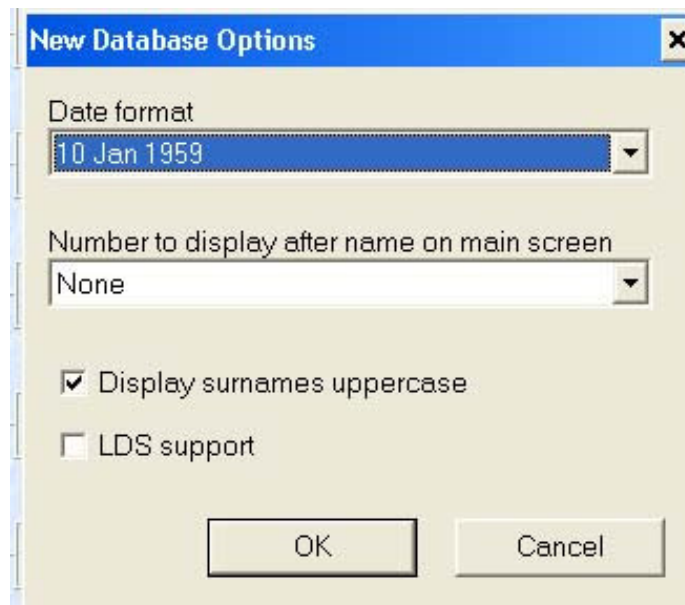 New Database Options
Date format
10 Jan 1959
Number to display after name on main screen
None
Display surnames uppercase
LDS support
OK
Cancel